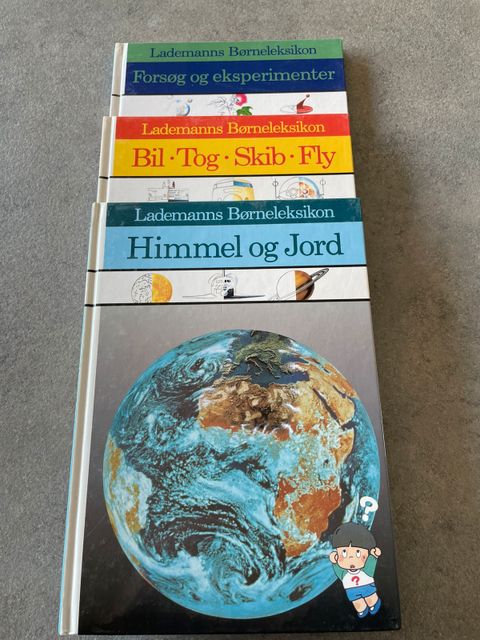 Lademanns Børneleksikon
Forsøg og eksperimenter
Lademanns Børneleksikon
Bil · Tog · Skib · Fly
Lademanns Børneleksikon
Himmel og Jord
?
?